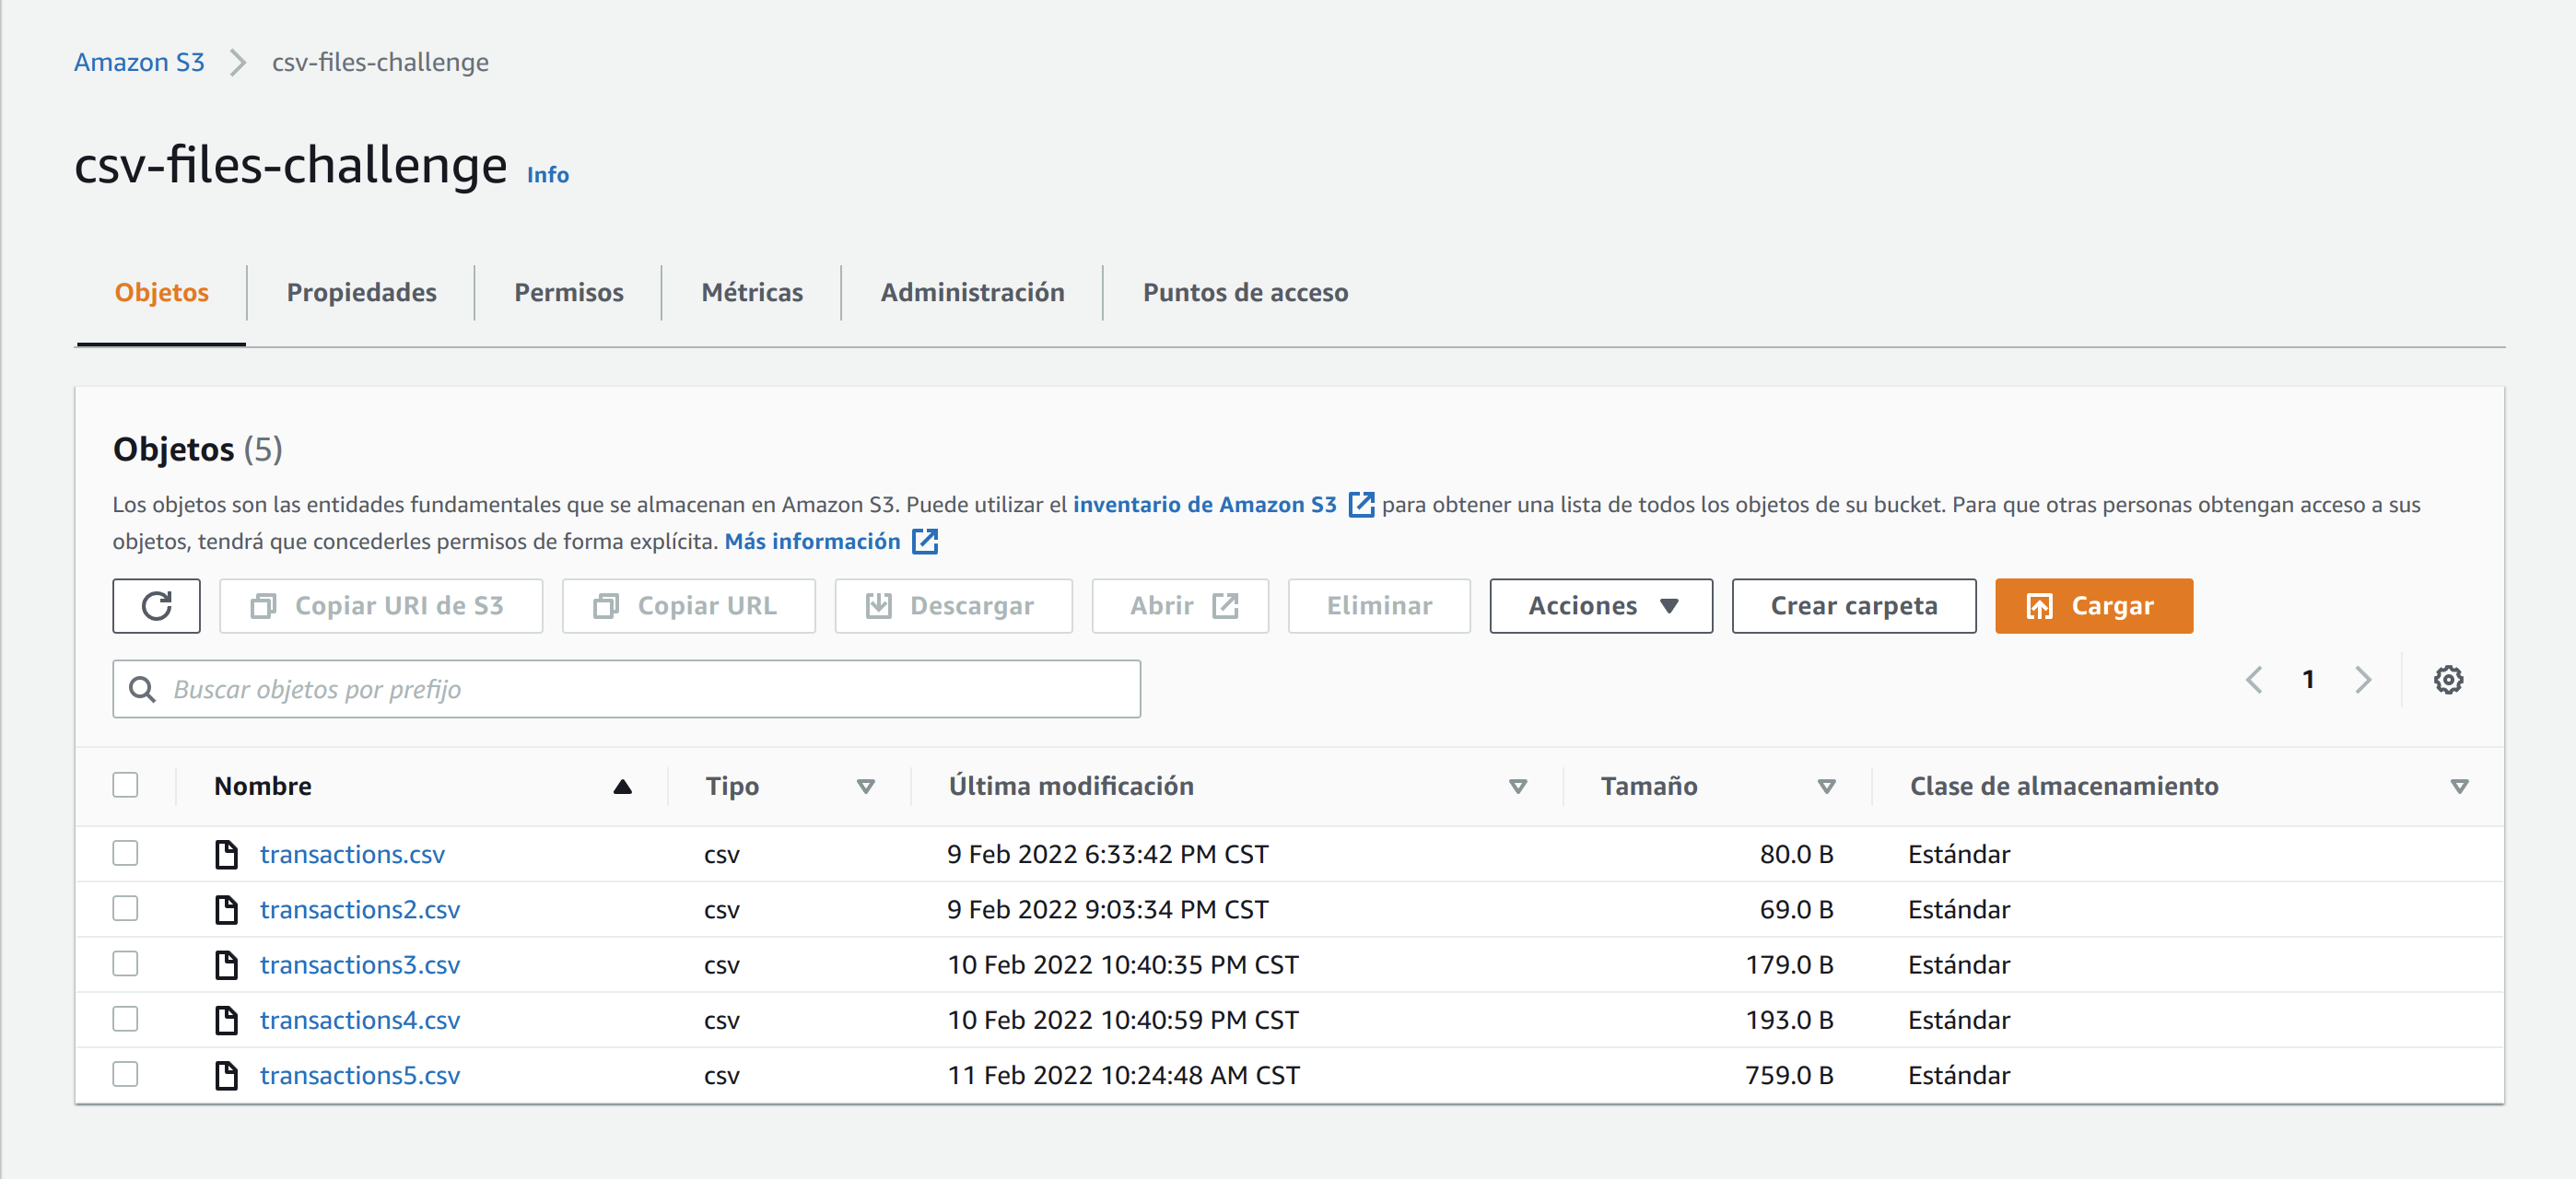 Amazon S3 > csv-files-challenge
csv-files-challenge Info
Objetos Propiedades Permisos Métricas Administración Puntos de acceso
Objetos (5)
Los objetos son las entidades fundamentales que se almacenan en Amazon S3. Puede utilizar el inventario de Amazon S3 para obtener una lista de todos los objetos de su bucket. Para que otras personas obtengan acceso a sus
objetos, tendrá que concederles permisos de forma explícita. Más información
Copiar URI de S3 Copiar URL Descargar Abrir Eliminar Acciones Crear carpeta Cargar
Buscar objetos por prefijo 1
Nombre Tipo Última modificación Tamaño Clase de almacenamiento
transactions.csv csv 9 Feb 2022 6:33:42 PM CST 80.0 B Estándar
transactions2.csv csv 9 Feb 2022 9:03:34 PM CST 69.0 B Estándar
transactions3.csv csv 10 Feb 2022 10:40:35 PM CST 179.0 B Estándar
transactions4.csv csv 10 Feb 2022 10:40:59 PM CST 193.0 B Estándar
transactions5.csv csv 11 Feb 2022 10:24:48 AM CST 759.0 B Estándar